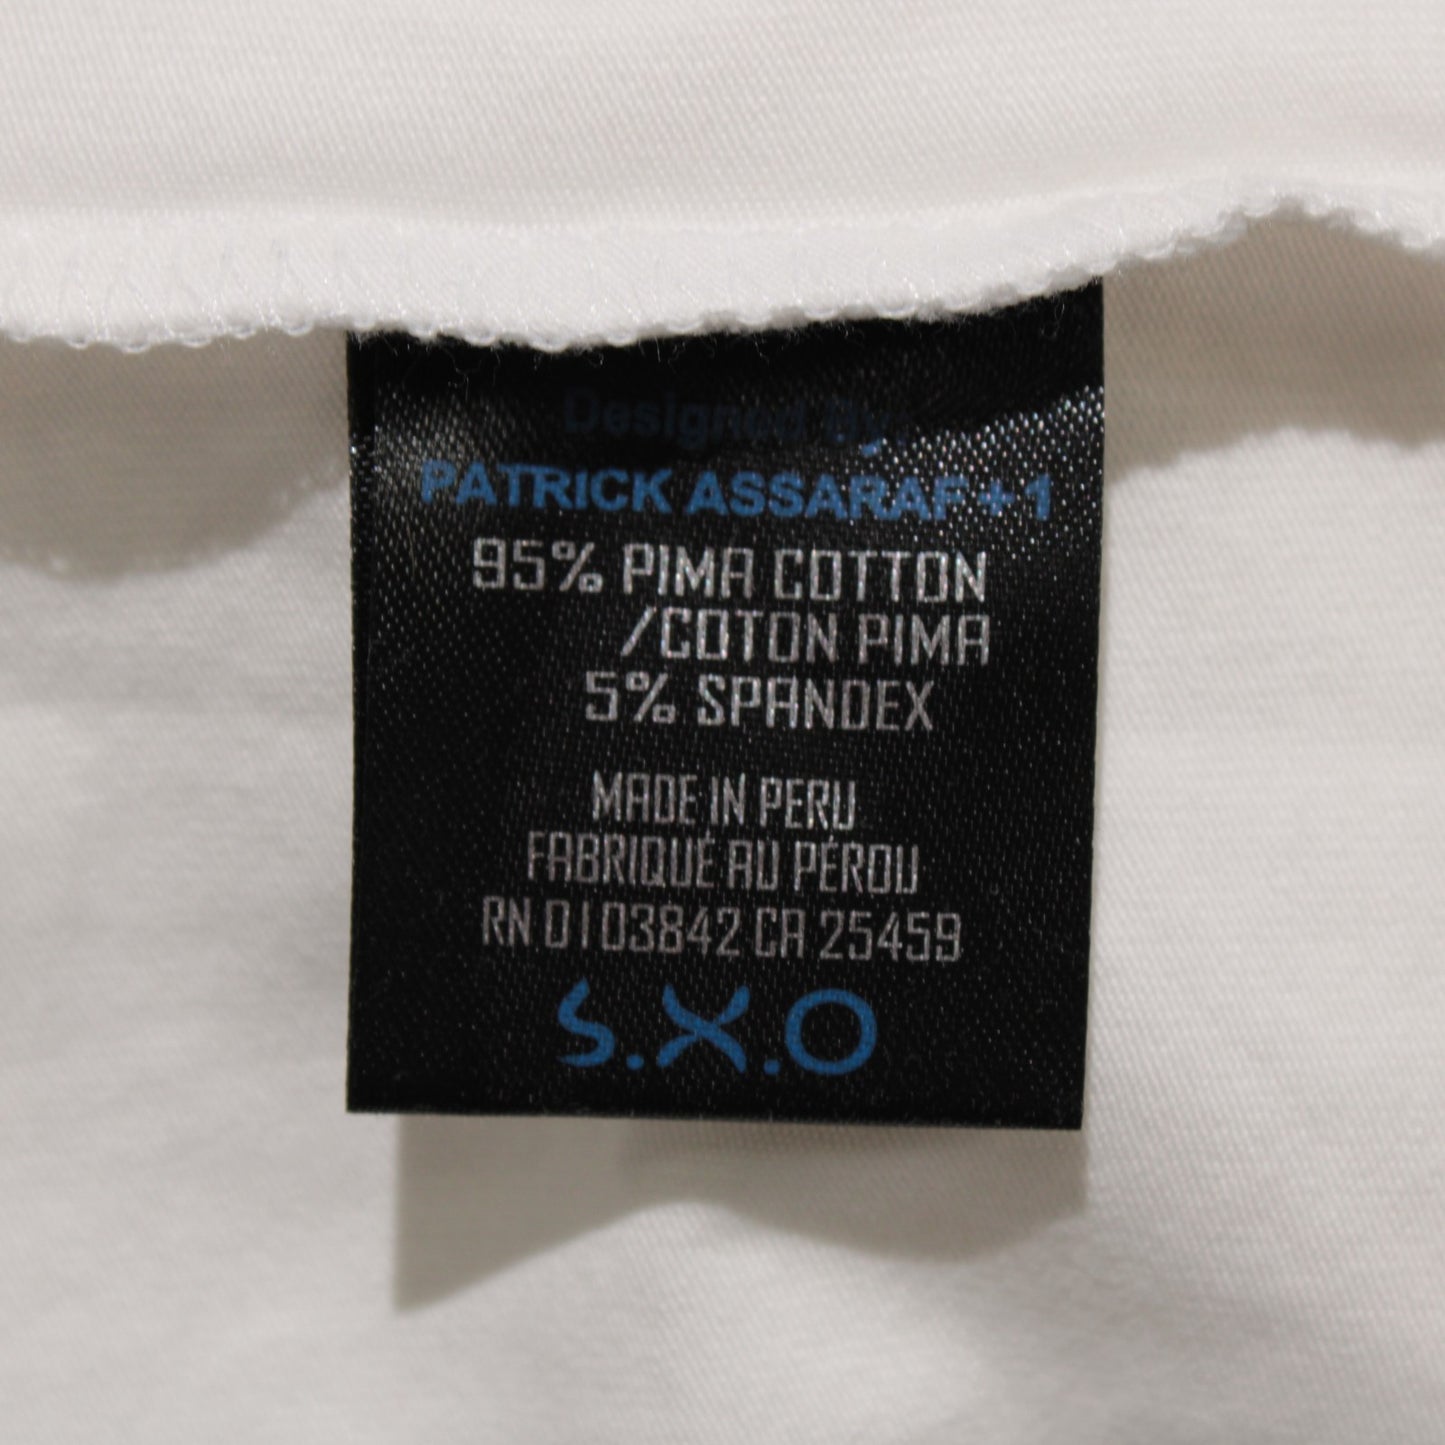 Designed By:
PATRICK ASSARAF + 1
95% PIMA COTTON
/COTON PIMA
5% SPANDEX
MADE IN PERU
FABRIQUÉ AU PÉROU
RN 0103842 CA 25459
S.X.O